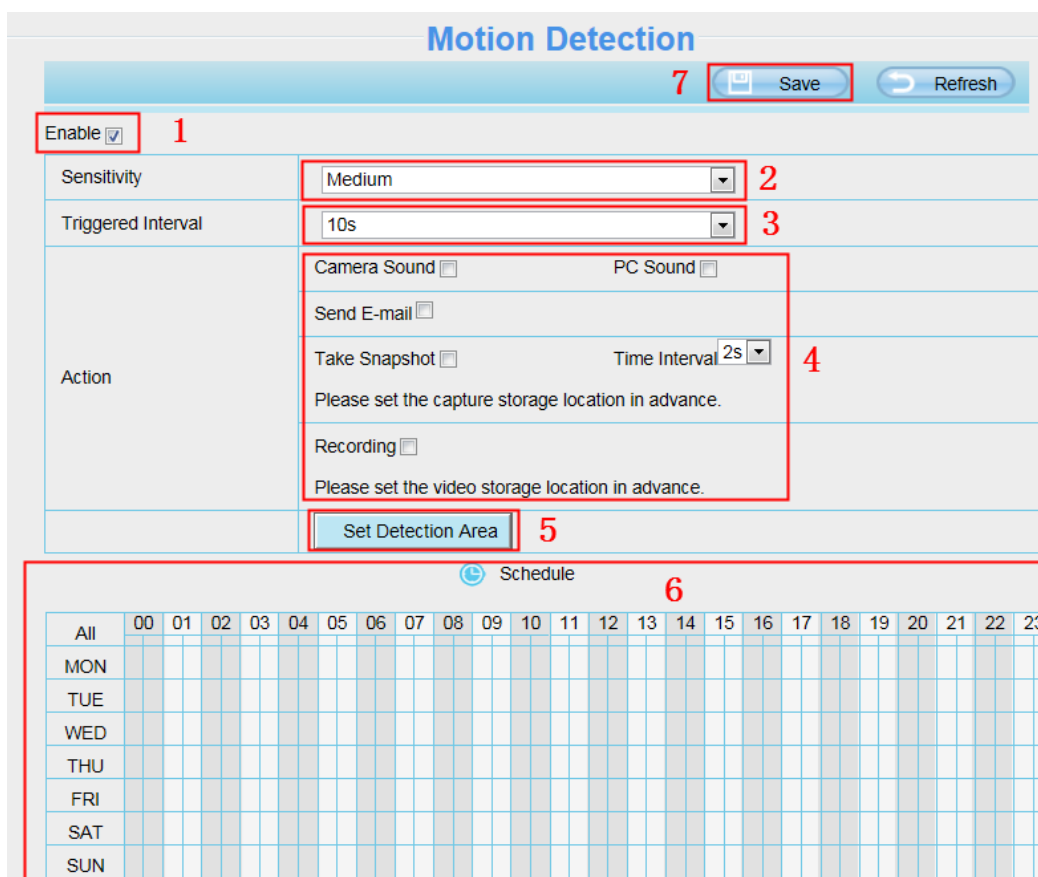 Motion Detection
7 Save Refresh
Enable 1
Sensitivity Medium 2
Triggered Interval 10s 3
Camera Sound PC Sound
Send E-mail
Take Snapshot Time Interval 2s 4
Action
Please set the capture storage location in advance.
Recording
Please set the video storage location in advance.
Set Detection Area 5
Schedule
6
All 00 01 02 03 04 05 06 07 08 09 10 11 12 13 14 15 16 17 18 19 20 21 22 23
MON
TUE
WED
THU
FRI
SAT
SUN